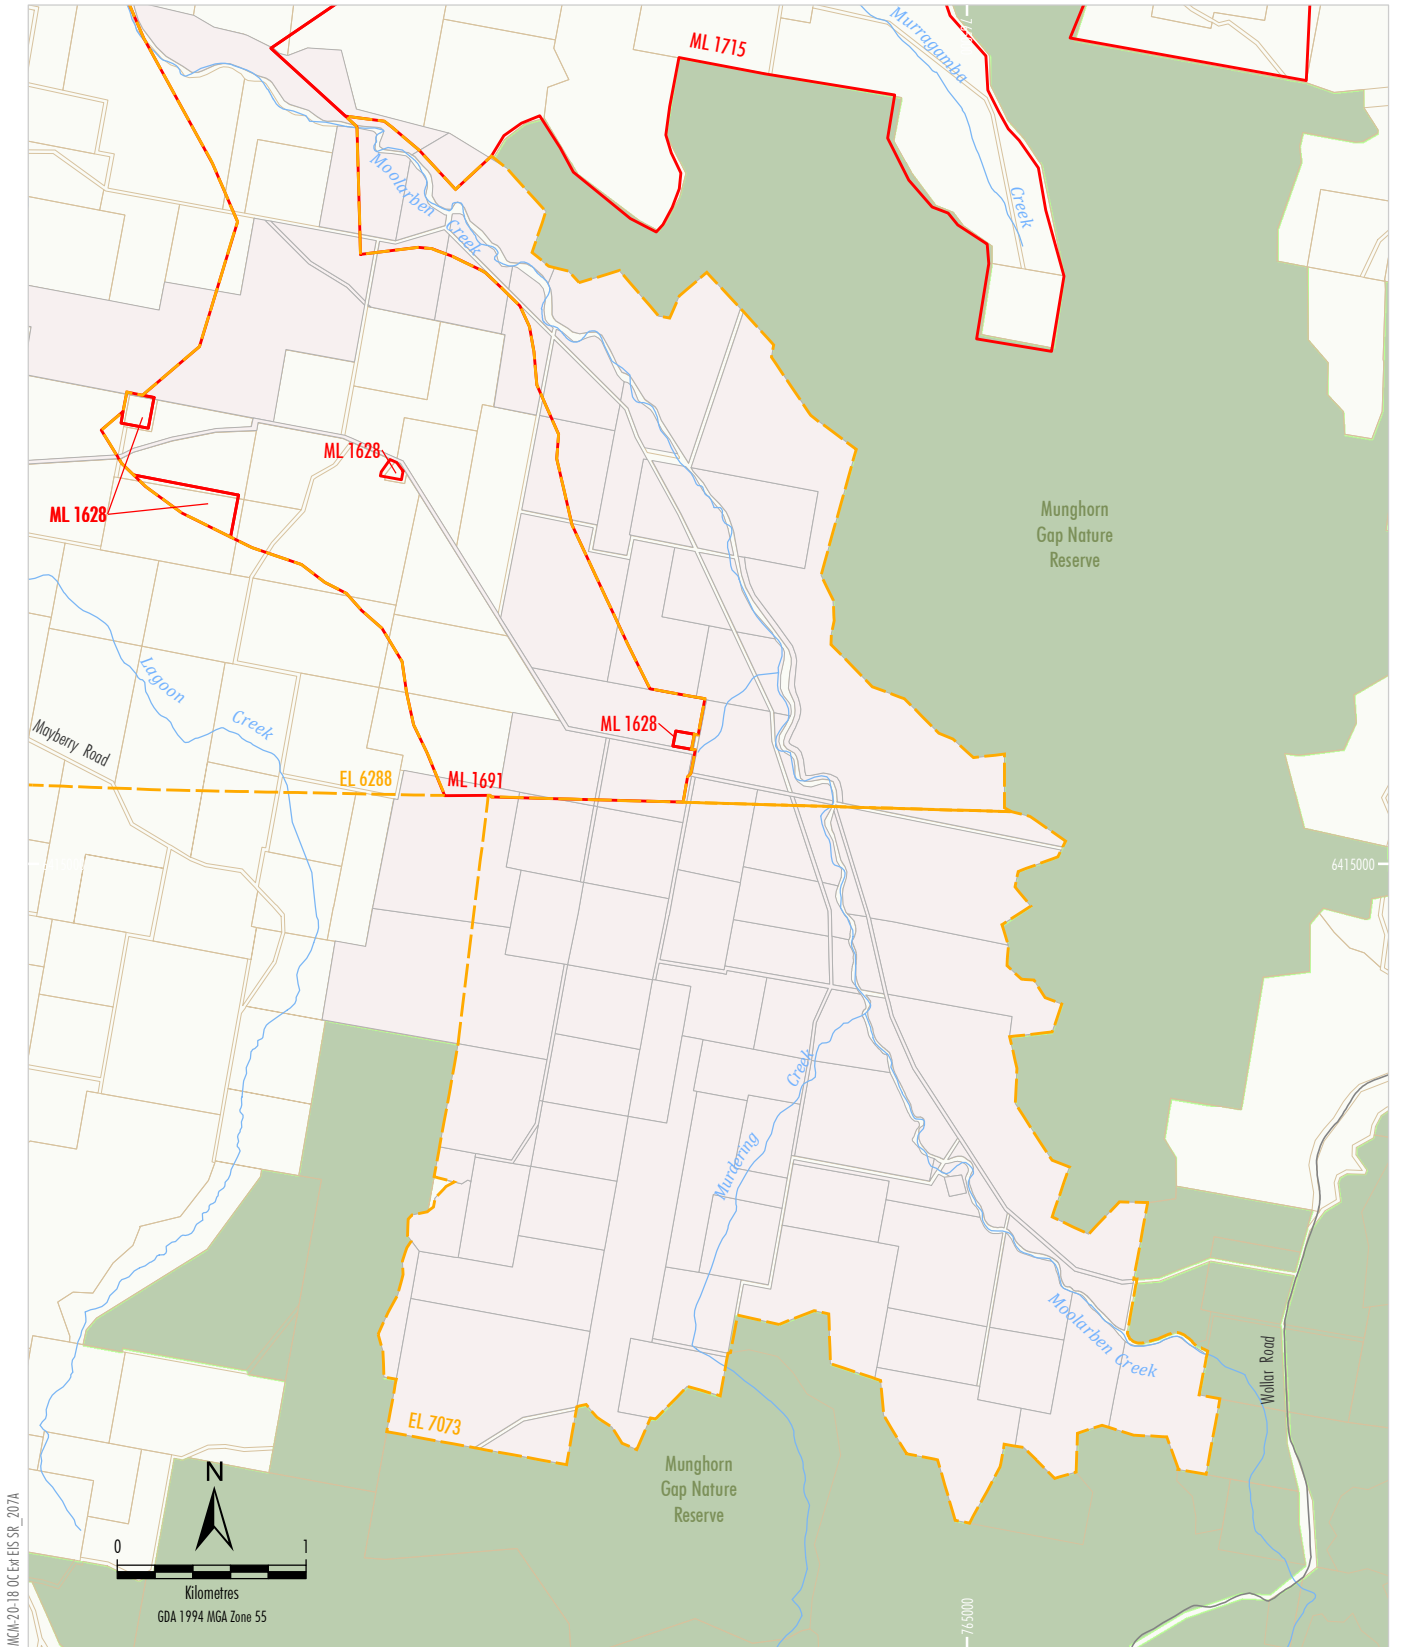 Murragamba
Creek
ML 1715
Moolarben
Creek
ML 1628
ML 1628
Munghorn
Gap Nature
Reserve
Lagoon
Creek
Mayberry Road
ML 1628
EL 6288
ML 1691
6415000
Creek
Murdering
Moolarben Creek
Wollar Road
EL 7073
Munghorn
Gap Nature
Reserve
N
0
1
Kilometres
GDA 1994 MGA Zone 55
765000
MCM-20-18 OC Ext EIS SR_207A